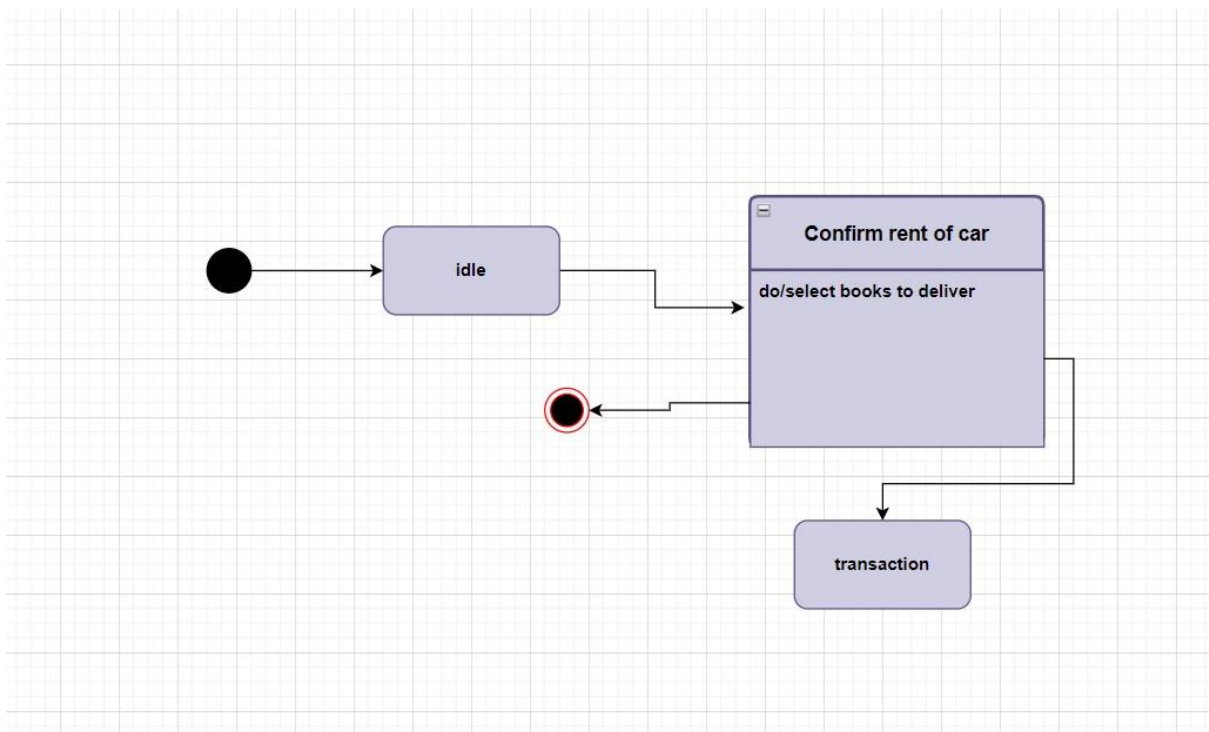 idle
Confirm rent of car
do/select books to deliver
transaction